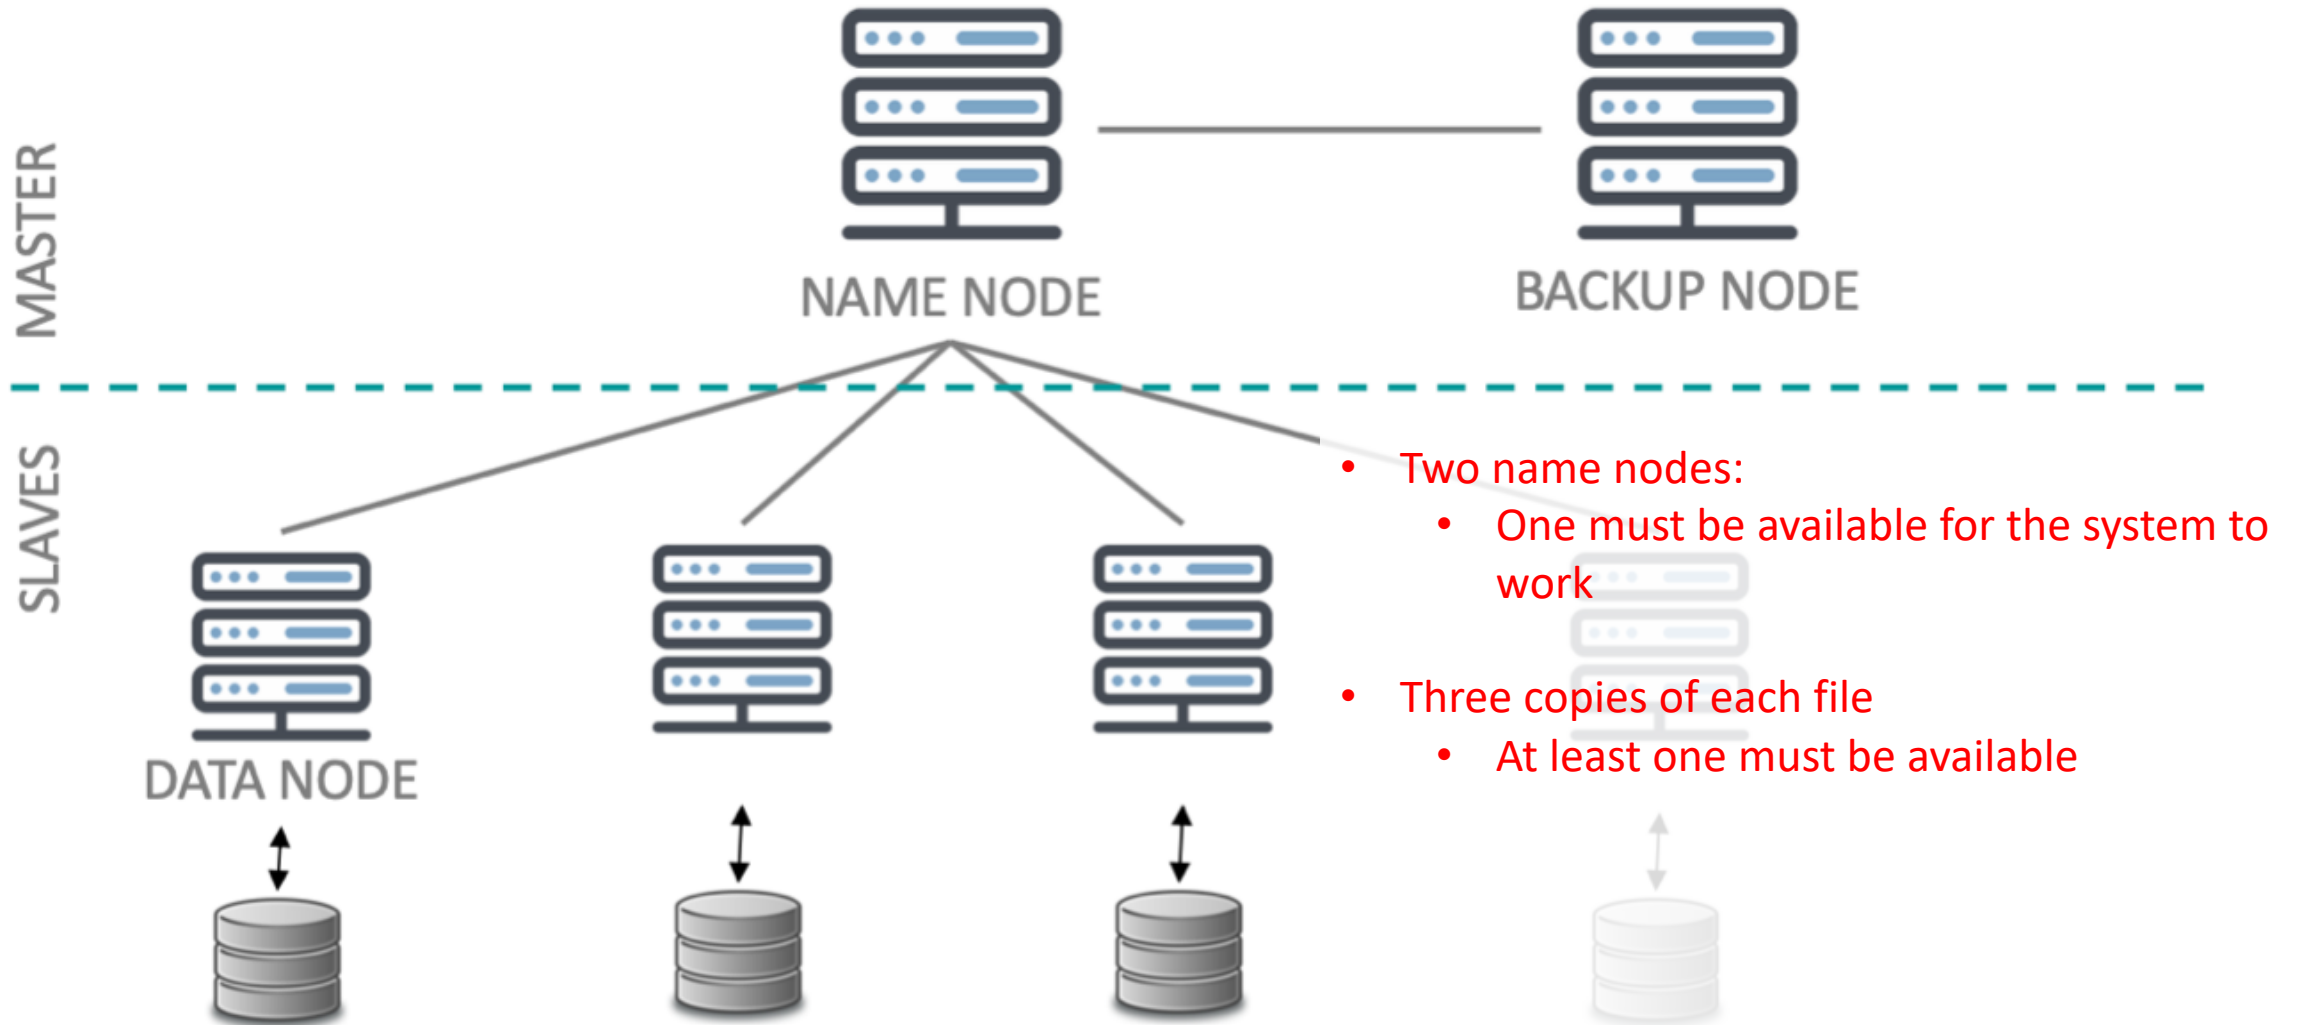 MASTER
NAME NODE
BACKUP NODE
SLAVES
• Two name nodes:
• One must be available for the system to
work
• Three copies of each file
• At least one must be available
DATA NODE